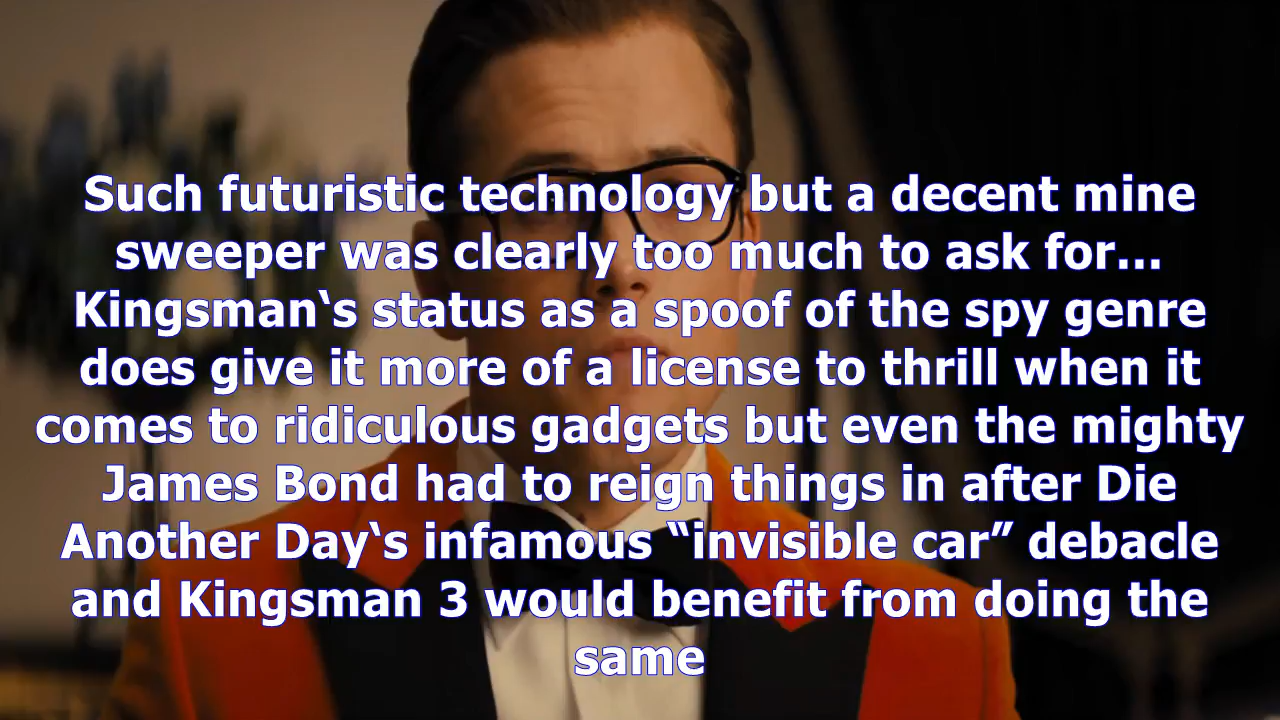 Such futuristic technology but a decent mine
sweeper was clearly too much to ask for...
Kingsman‘s status as a spoof of the spy genre
does give it more of a license to thrill when it
comes to ridiculous gadgets but even the mighty
James Bond had to reign things in after Die
Another Day‘s infamous “invisible car” debacle
and Kingsman 3 would benefit from doing the
same